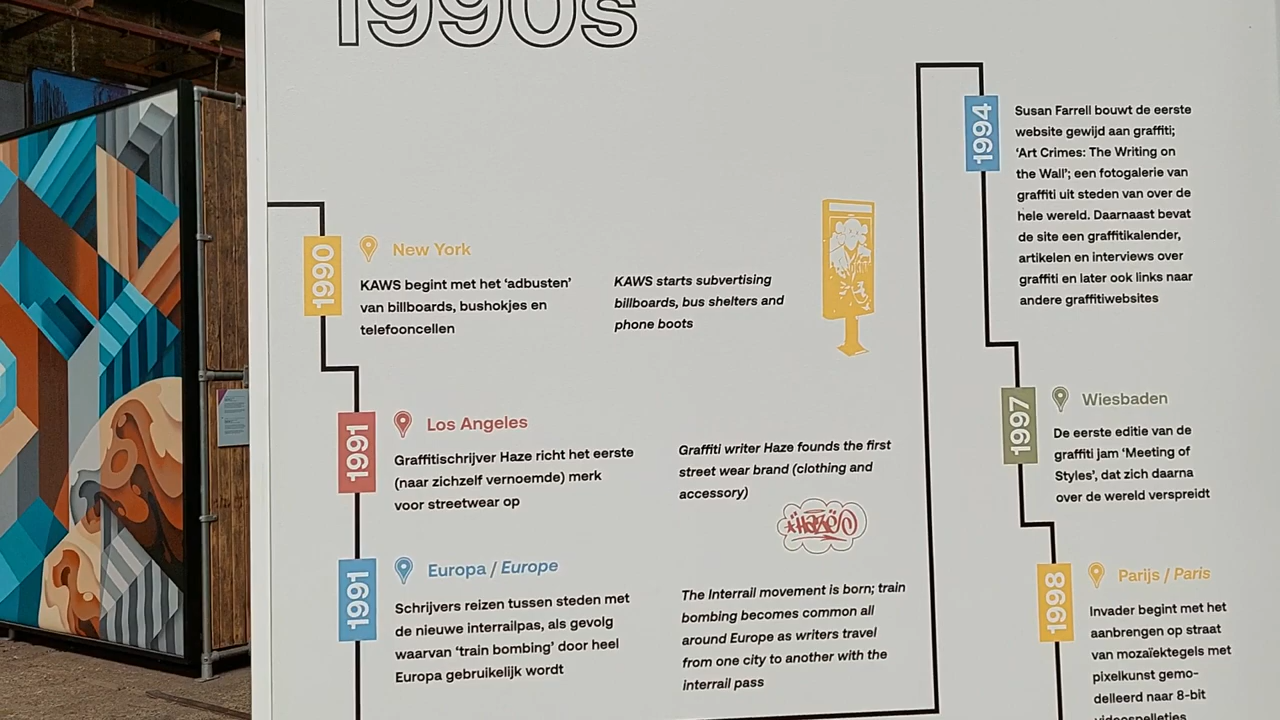 1990s
1990
New York
KAWS begint met het ‘adbusten’
van billboards, bushokjes en
telefooncellen
KAWS starts subvertising
billboards, bus shelters and
phone boots
1991
Los Angeles
Graffitischrijver Haze richt het eerste
(naar zichzelf vernoemde) merk
voor streetwear op
Graffiti writer Haze founds the first
street wear brand (clothing and
accessory)
HAZE
1991
Europa / Europe
Schrijvers reizen tussen steden met
de nieuwe interrailpas, als gevolg
waarvan ‘train bombing’ door heel
Europa gebruikelijk wordt
The Interrail movement is born; train
bombing becomes common all
around Europe as writers travel
from one city to another with the
interrail pass
1994
Susan Farrell bouwt de eerste
website gewijd aan graffiti;
‘Art Crimes: The Writing on
the Wall’; een fotogalerie van
graffiti uit steden van over de
hele wereld. Daarnaast bevat
de site een graffitikalender,
artikelen en interviews over
graffiti en later ook links naar
andere graffitiwebsites
1997
Wiesbaden
De eerste editie van de
graffiti jam ‘Meeting of
Styles’, dat zich daarna
over de wereld verspreidt
1998
Parijs / Paris
Invader begint met het
aanbrengen op straat
van mozaïektegels met
pixelkunst gemo-
delleerd naar 8-bit
videospelletjes